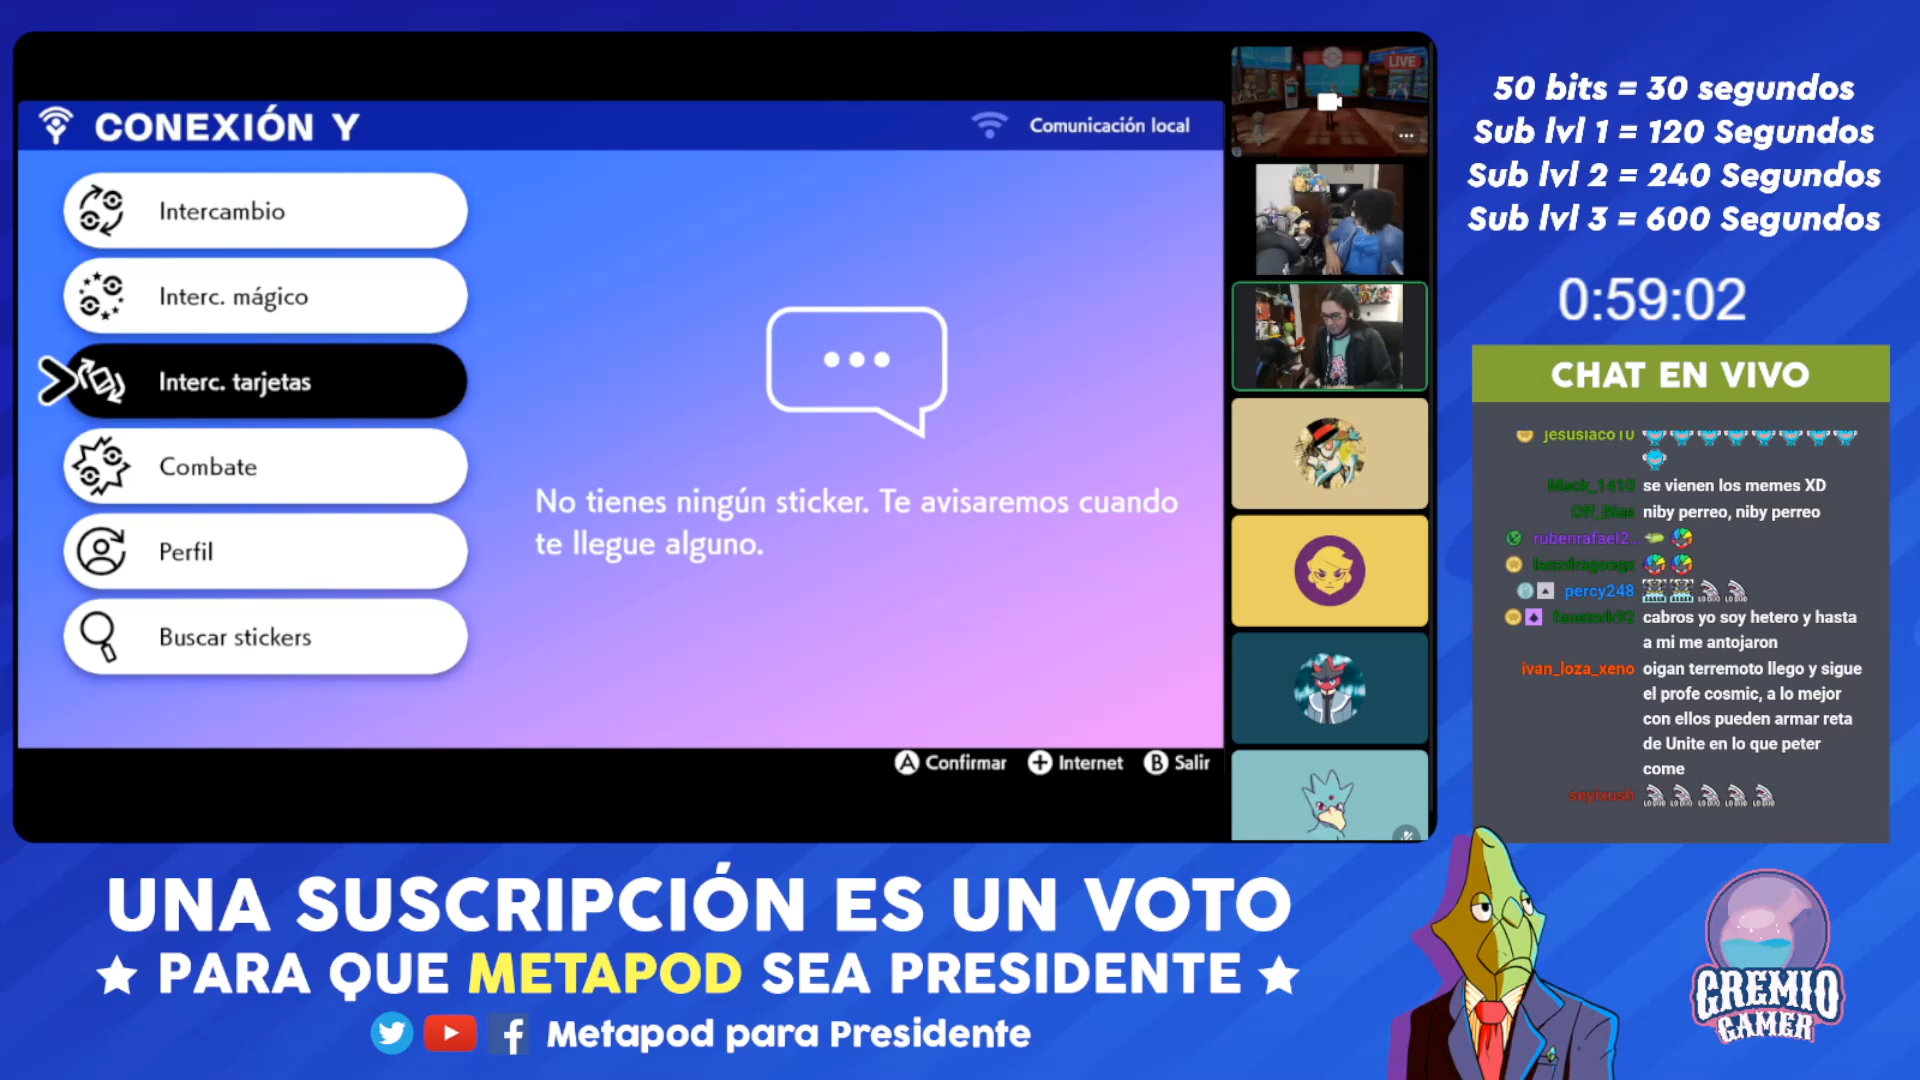 CONEXIÓN Y
Comunicación local
Intercambio
Interc. mágico
Interc. tarjetas
Combate
Perfil
Buscar stickers
No tienes ningún sticker. Te avisaremos cuando
te llegue alguno.
A Confirmar
+ Internet
B Salir
LIVE
50 bits = 30 segundos
Sub lvl 1 = 120 Segundos
Sub lvl 2 = 240 Segundos
Sub lvl 3 = 600 Segundos
0:59:02
CHAT EN VIVO
jesusiaco10
Mack_1410 se vienen los memes XD
Off_Bias niby perreo, niby perreo
rubenrafael2...
percy248
faustork92 cabros yo soy hetero y hasta
a mi me antojaron
ivan_loza_xeno oigan terremoto llego y sigue
el profe cosmic, a lo mejor
con ellos pueden armar reta
de Unite en lo que peter
come
UNA SUSCRIPCIÓN ES UN VOTO
PARA QUE METAPOD SEA PRESIDENTE
Metapod para Presidente
GREMIO
GAMER